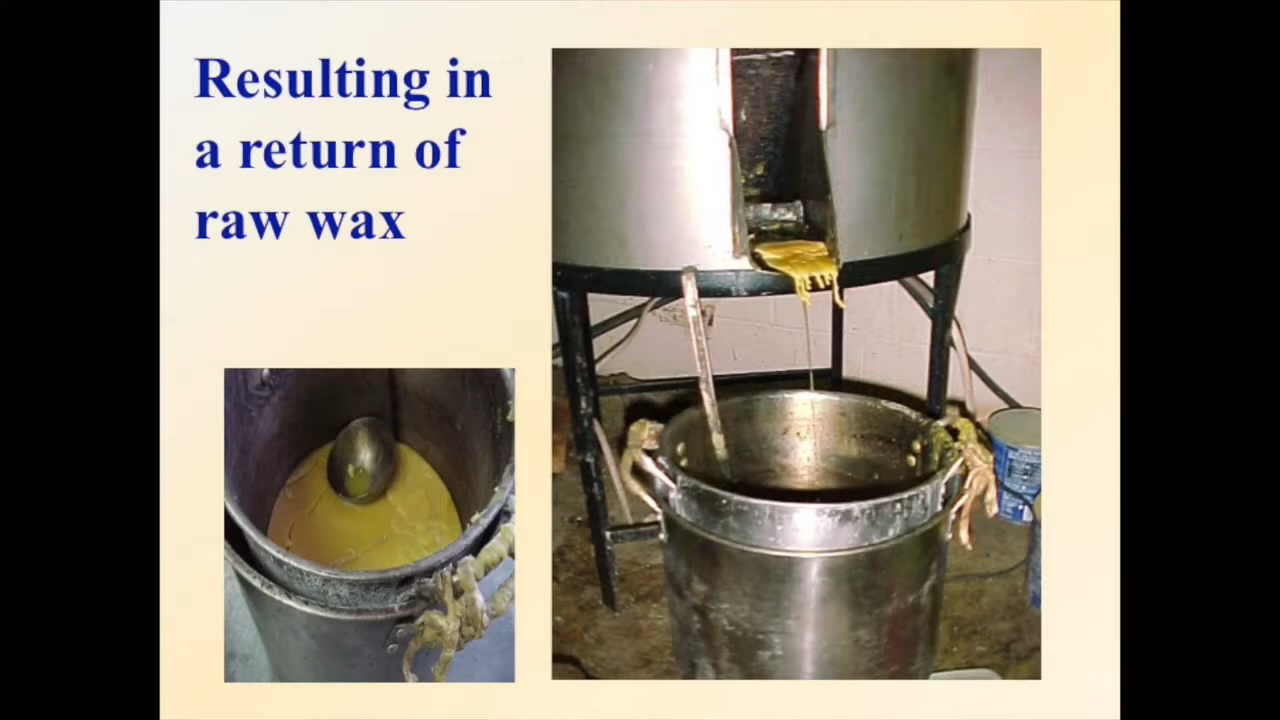 Resulting in
a return of
raw wax